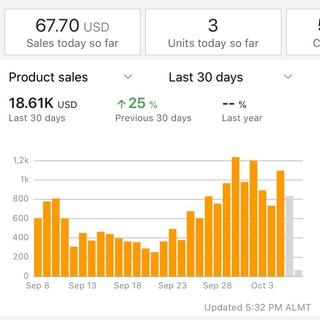 67.70 USD
Sales today so far
3
Units today so far
Product sales
Last 30 days
18.61K USD
Last 30 days
↑25 %
Previous 30 days
-- %
Last year
1,2k
1k
800
600
400
200
0
Sep 8
Sep 13
Sep 18
Sep 23
Sep 28
Oct 3
Updated 5:32 PM ALMT